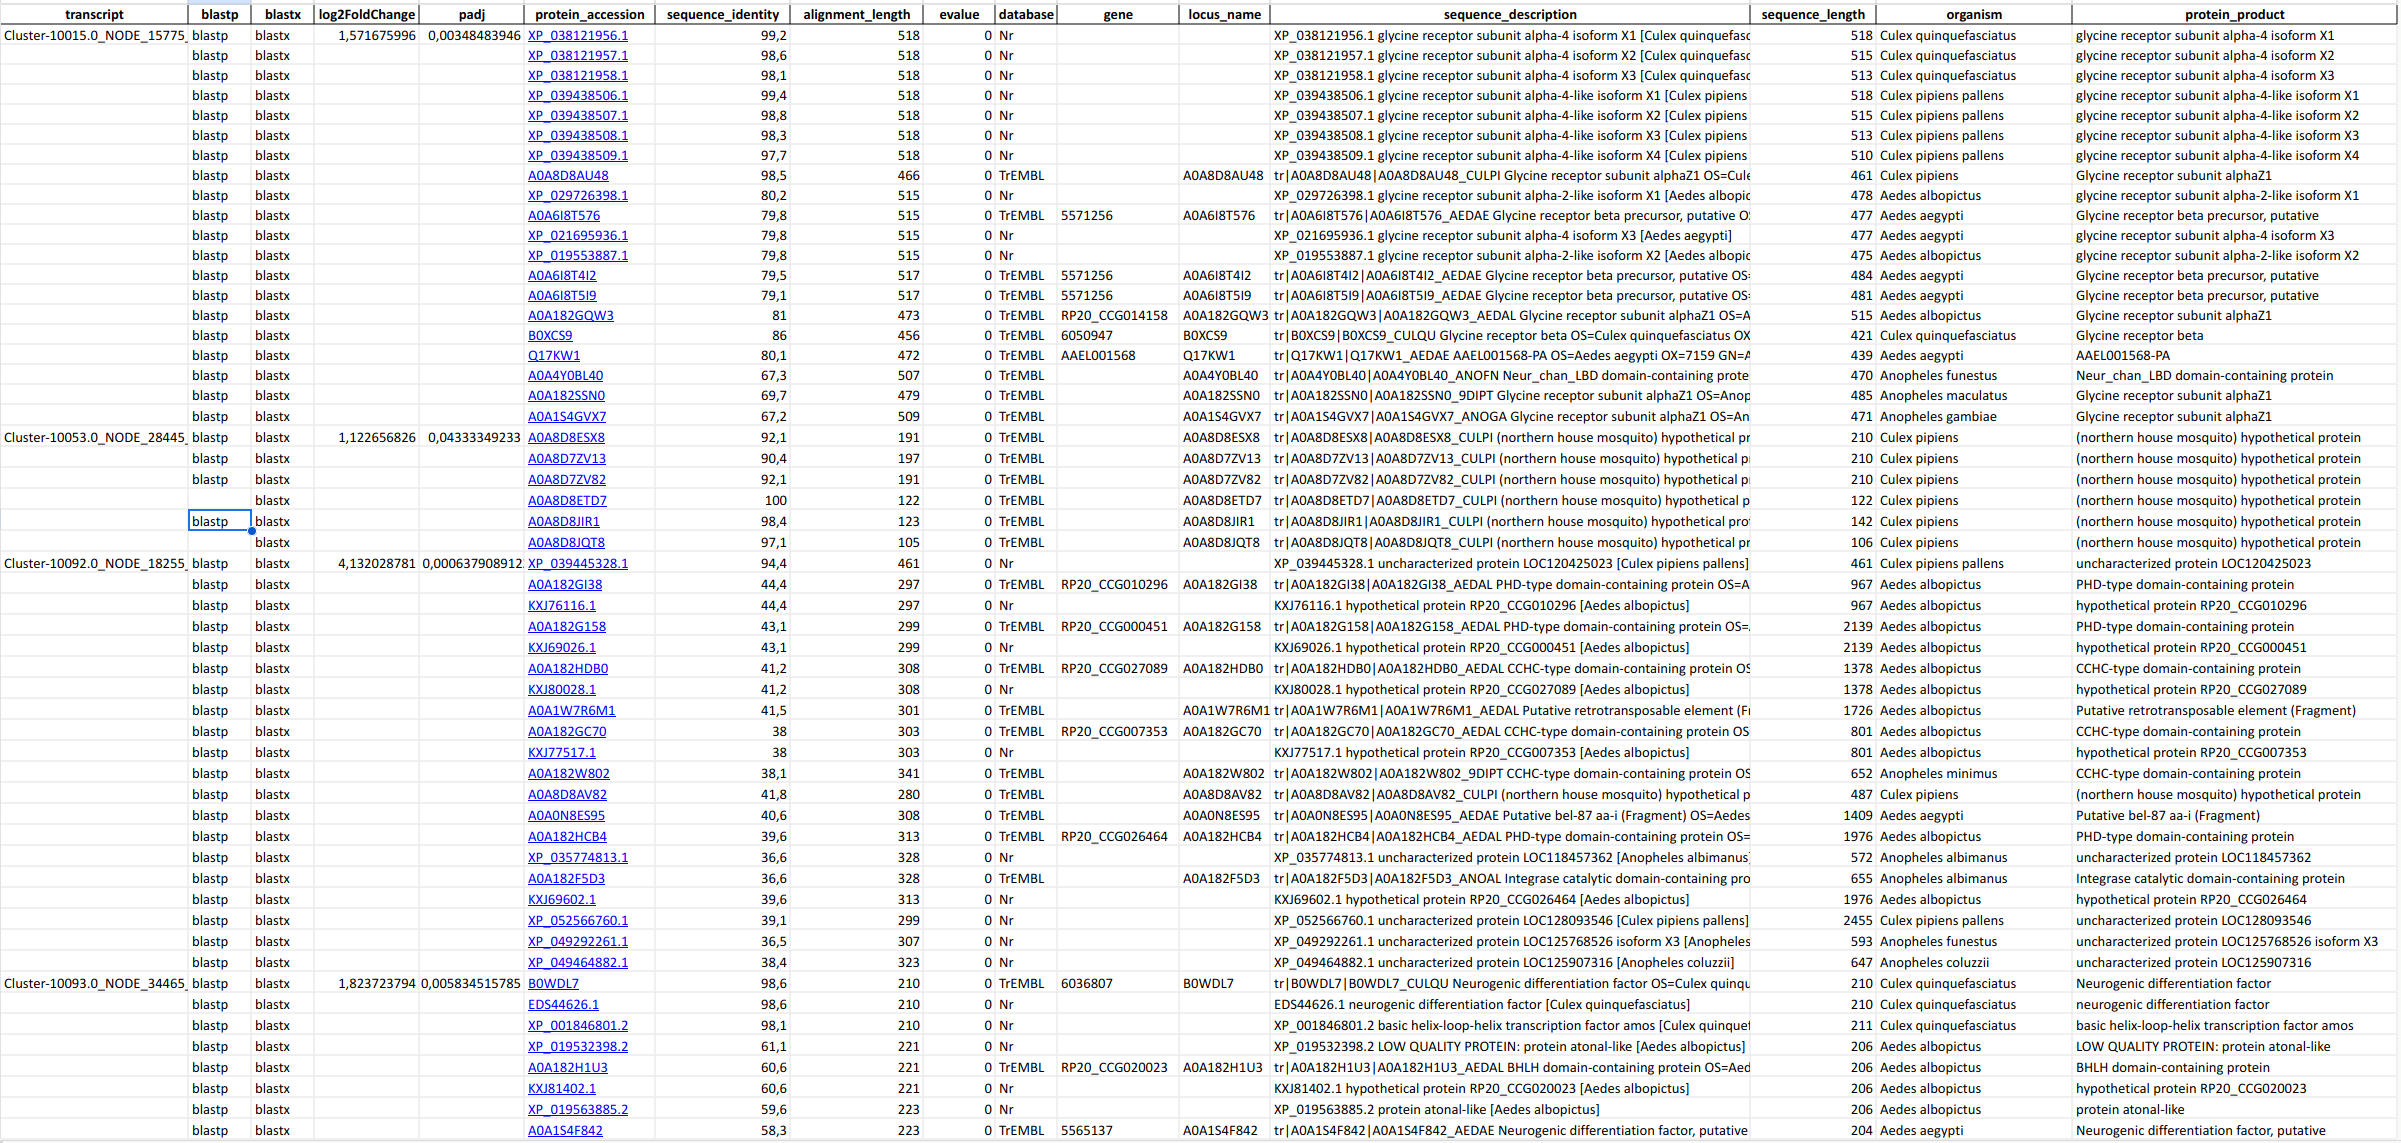 transcript blastp blastx log2FoldChange padj protein_accession sequence_identity alignment_length evalue database gene locus_name sequence_description sequence_length organism protein_product
Cluster-10015.0_NODE_15775_ blastp blastx 1,571675996 0,00348483946 XP_038121956.1 99,2 518 0 Nr XP_038121956.1 glycine receptor subunit alpha-4 isoform X1 [Culex quinquefasc 518 Culex quinquefasciatus glycine receptor subunit alpha-4 isoform X1
blastp blastx XP_038121957.1 98,6 518 0 Nr XP_038121957.1 glycine receptor subunit alpha-4 isoform X2 [Culex quinquefasc 515 Culex quinquefasciatus glycine receptor subunit alpha-4 isoform X2
blastp blastx XP_038121958.1 98,1 518 0 Nr XP_038121958.1 glycine receptor subunit alpha-4 isoform X3 [Culex quinquefasc 513 Culex quinquefasciatus glycine receptor subunit alpha-4 isoform X3
blastp blastx XP_039438506.1 99,4 518 0 Nr XP_039438506.1 glycine receptor subunit alpha-4-like isoform X1 [Culex pipiens 518 Culex pipiens pallens glycine receptor subunit alpha-4-like isoform X1
blastp blastx XP_039438507.1 98,8 518 0 Nr XP_039438507.1 glycine receptor subunit alpha-4-like isoform X2 [Culex pipiens 515 Culex pipiens pallens glycine receptor subunit alpha-4-like isoform X2
blastp blastx XP_039438508.1 98,3 518 0 Nr XP_039438508.1 glycine receptor subunit alpha-4-like isoform X3 [Culex pipiens 513 Culex pipiens pallens glycine receptor subunit alpha-4-like isoform X3
blastp blastx XP_039438509.1 97,7 518 0 Nr XP_039438509.1 glycine receptor subunit alpha-4-like isoform X4 [Culex pipiens 510 Culex pipiens pallens glycine receptor subunit alpha-4-like isoform X4
blastp blastx A0A8D8AU48 98,5 466 0 TrEMBL A0A8D8AU48 tr|A0A8D8AU48|A0A8D8AU48_CULPI Glycine receptor subunit alphaZ1 OS=Cule 461 Culex pipiens Glycine receptor subunit alphaZ1
blastp blastx XP_029726398.1 80,2 515 0 Nr XP_029726398.1 glycine receptor subunit alpha-2-like isoform X1 [Aedes albopic 478 Aedes albopictus glycine receptor subunit alpha-2-like isoform X1
blastp blastx A0A6I8T576 79,8 515 0 TrEMBL 5571256 A0A6I8T576 tr|A0A6I8T576|A0A6I8T576_AEDAE Glycine receptor beta precursor, putative OS 477 Aedes aegypti Glycine receptor beta precursor, putative
blastp blastx XP_021695936.1 79,8 515 0 Nr XP_021695936.1 glycine receptor subunit alpha-4 isoform X3 [Aedes aegypti] 477 Aedes aegypti glycine receptor subunit alpha-4 isoform X3
blastp blastx XP_019553887.1 79,8 515 0 Nr XP_019553887.1 glycine receptor subunit alpha-2-like isoform X2 [Aedes albopic 475 Aedes albopictus glycine receptor subunit alpha-2-like isoform X2
blastp blastx A0A6I8T4I2 79,5 517 0 TrEMBL 5571256 A0A6I8T4I2 tr|A0A6I8T4I2|A0A6I8T4I2_AEDAE Glycine receptor beta precursor, putative OS= 484 Aedes aegypti Glycine receptor beta precursor, putative
blastp blastx A0A6I8T5I9 79,1 517 0 TrEMBL 5571256 A0A6I8T5I9 tr|A0A6I8T5I9|A0A6I8T5I9_AEDAE Glycine receptor beta precursor, putative OS= 481 Aedes aegypti Glycine receptor beta precursor, putative
blastp blastx A0A182GQW3 81 473 0 TrEMBL RP20_CCG014158 A0A182GQW3 tr|A0A182GQW3|A0A182GQW3_AEDAL Glycine receptor subunit alphaZ1 OS=A 515 Aedes albopictus Glycine receptor subunit alphaZ1
blastp blastx B0XCS9 86 456 0 TrEMBL 6050947 B0XCS9 tr|B0XCS9|B0XCS9_CULQU Glycine receptor beta OS=Culex quinquefasciatus OX 421 Culex quinquefasciatus Glycine receptor beta
blastp blastx Q17KW1 80,1 472 0 TrEMBL AAEL001568 Q17KW1 tr|Q17KW1|Q17KW1_AEDAE AAEL001568-PA OS=Aedes aegypti OX=7159 GN=A 439 Aedes aegypti AAEL001568-PA
blastp blastx A0A4Y0BL40 67,3 507 0 TrEMBL A0A4Y0BL40 tr|A0A4Y0BL40|A0A4Y0BL40_ANOFN Neur_chan_LBD domain-containing prote 470 Anopheles funestus Neur_chan_LBD domain-containing protein
blastp blastx A0A182SSN0 69,7 479 0 TrEMBL A0A182SSN0 tr|A0A182SSN0|A0A182SSN0_9DIPT Glycine receptor subunit alphaZ1 OS=Anop 485 Anopheles maculatus Glycine receptor subunit alphaZ1
blastp blastx A0A1S4GVX7 67,2 509 0 TrEMBL A0A1S4GVX7 tr|A0A1S4GVX7|A0A1S4GVX7_ANOGA Glycine receptor subunit alphaZ1 OS=An 471 Anopheles gambiae Glycine receptor subunit alphaZ1
Cluster-10053.0_NODE_28445_ blastp blastx 1,122656826 0,04333349233 A0A8D8ESX8 92,1 191 0 TrEMBL A0A8D8ESX8 tr|A0A8D8ESX8|A0A8D8ESX8_CULPI (northern house mosquito) hypothetical pr 210 Culex pipiens (northern house mosquito) hypothetical protein
blastp blastx A0A8D7ZV13 90,4 197 0 TrEMBL A0A8D7ZV13 tr|A0A8D7ZV13|A0A8D7ZV13_CULPI (northern house mosquito) hypothetical p 210 Culex pipiens (northern house mosquito) hypothetical protein
blastp blastx A0A8D7ZV82 92,1 191 0 TrEMBL A0A8D7ZV82 tr|A0A8D7ZV82|A0A8D7ZV82_CULPI (northern house mosquito) hypothetical p 210 Culex pipiens (northern house mosquito) hypothetical protein
blastx A0A8D8ETD7 100 122 0 TrEMBL A0A8D8ETD7 tr|A0A8D8ETD7|A0A8D8ETD7_CULPI (northern house mosquito) hypothetical p 122 Culex pipiens (northern house mosquito) hypothetical protein
blastp blastx A0A8D8JIR1 98,4 123 0 TrEMBL A0A8D8JIR1 tr|A0A8D8JIR1|A0A8D8JIR1_CULPI (northern house mosquito) hypothetical pro 142 Culex pipiens (northern house mosquito) hypothetical protein
blastx A0A8D8JQT8 97,1 105 0 TrEMBL A0A8D8JQT8 tr|A0A8D8JQT8|A0A8D8JQT8_CULPI (northern house mosquito) hypothetical pr 106 Culex pipiens (northern house mosquito) hypothetical protein
Cluster-10092.0_NODE_18255_ blastp blastx 4,132028781 0,000637908912 XP_039445328.1 94,4 461 0 Nr XP_039445328.1 uncharacterized protein LOC120425023 [Culex pipiens pallens] 461 Culex pipiens pallens uncharacterized protein LOC120425023
blastp blastx A0A182GI38 44,4 297 0 TrEMBL RP20_CCG010296 A0A182GI38 tr|A0A182GI38|A0A182GI38_AEDAL PHD-type domain-containing protein OS=A 967 Aedes albopictus PHD-type domain-containing protein
blastp blastx KXJ76116.1 44,4 297 0 Nr KXJ76116.1 hypothetical protein RP20_CCG010296 [Aedes albopictus] 967 Aedes albopictus hypothetical protein RP20_CCG010296
blastp blastx A0A182G158 43,1 299 0 TrEMBL RP20_CCG000451 A0A182G158 tr|A0A182G158|A0A182G158_AEDAL PHD-type domain-containing protein OS= 2139 Aedes albopictus PHD-type domain-containing protein
blastp blastx KXJ69026.1 43,1 299 0 Nr KXJ69026.1 hypothetical protein RP20_CCG000451 [Aedes albopictus] 2139 Aedes albopictus hypothetical protein RP20_CCG000451
blastp blastx A0A182HDB0 41,2 308 0 TrEMBL RP20_CCG027089 A0A182HDB0 tr|A0A182HDB0|A0A182HDB0_AEDAL CCHC-type domain-containing protein OS 1378 Aedes albopictus CCHC-type domain-containing protein
blastp blastx KXJ80028.1 41,2 308 0 Nr KXJ80028.1 hypothetical protein RP20_CCG027089 [Aedes albopictus] 1378 Aedes albopictus hypothetical protein RP20_CCG027089
blastp blastx A0A1W7R6M1 41,5 301 0 TrEMBL A0A1W7R6M1 tr|A0A1W7R6M1|A0A1W7R6M1_AEDAL Putative retrotransposable element (Fr 1726 Aedes albopictus Putative retrotransposable element (Fragment)
blastp blastx A0A182GC70 38 303 0 TrEMBL RP20_CCG007353 A0A182GC70 tr|A0A182GC70|A0A182GC70_AEDAL CCHC-type domain-containing protein OS 801 Aedes albopictus CCHC-type domain-containing protein
blastp blastx KXJ77517.1 38 303 0 Nr KXJ77517.1 hypothetical protein RP20_CCG007353 [Aedes albopictus] 801 Aedes albopictus hypothetical protein RP20_CCG007353
blastp blastx A0A182W802 38,1 341 0 TrEMBL A0A182W802 tr|A0A182W802|A0A182W802_9DIPT CCHC-type domain-containing protein OS 652 Anopheles minimus CCHC-type domain-containing protein
blastp blastx A0A8D8AV82 41,8 280 0 TrEMBL A0A8D8AV82 tr|A0A8D8AV82|A0A8D8AV82_CULPI (northern house mosquito) hypothetical p 487 Culex pipiens (northern house mosquito) hypothetical protein
blastp blastx A0A0N8ES95 40,6 308 0 TrEMBL A0A0N8ES95 tr|A0A0N8ES95|A0A0N8ES95_AEDAE Putative bel-87 aa-i (Fragment) OS=Aedes 1409 Aedes aegypti Putative bel-87 aa-i (Fragment)
blastp blastx A0A182HCB4 39,6 313 0 TrEMBL RP20_CCG026464 A0A182HCB4 tr|A0A182HCB4|A0A182HCB4_AEDAL PHD-type domain-containing protein OS= 1976 Aedes albopictus PHD-type domain-containing protein
blastp blastx XP_035774813.1 36,6 328 0 Nr XP_035774813.1 uncharacterized protein LOC118457362 [Anopheles albimanus] 572 Anopheles albimanus uncharacterized protein LOC118457362
blastp blastx A0A182F5D3 36,6 328 0 TrEMBL A0A182F5D3 tr|A0A182F5D3|A0A182F5D3_ANOAL Integrase catalytic domain-containing pro 655 Anopheles albimanus Integrase catalytic domain-containing protein
blastp blastx KXJ69602.1 39,6 313 0 Nr KXJ69602.1 hypothetical protein RP20_CCG026464 [Aedes albopictus] 1976 Aedes albopictus hypothetical protein RP20_CCG026464
blastp blastx XP_052566760.1 39,1 299 0 Nr XP_052566760.1 uncharacterized protein LOC128093546 [Culex pipiens pallens] 2455 Culex pipiens pallens uncharacterized protein LOC128093546
blastp blastx XP_049292261.1 36,5 307 0 Nr XP_049292261.1 uncharacterized protein LOC125768526 isoform X3 [Anopheles 593 Anopheles funestus uncharacterized protein LOC125768526 isoform X3
blastp blastx XP_049464882.1 38,4 323 0 Nr XP_049464882.1 uncharacterized protein LOC125907316 [Anopheles coluzzii] 647 Anopheles coluzzii uncharacterized protein LOC125907316
Cluster-10093.0_NODE_34465_ blastp blastx 1,823723794 0,005834515785 B0WDL7 98,6 210 0 TrEMBL 6036807 B0WDL7 tr|B0WDL7|B0WDL7_CULQU Neurogenic differentiation factor OS=Culex quinqu 210 Culex quinquefasciatus Neurogenic differentiation factor
blastp blastx EDS44626.1 98,6 210 0 Nr EDS44626.1 neurogenic differentiation factor [Culex quinquefasciatus] 210 Culex quinquefasciatus neurogenic differentiation factor
blastp blastx XP_001846801.2 98,1 210 0 Nr XP_001846801.2 basic helix-loop-helix transcription factor amos [Culex quinquef 211 Culex quinquefasciatus basic helix-loop-helix transcription factor amos
blastp blastx XP_019532398.2 61,1 221 0 Nr XP_019532398.2 LOW QUALITY PROTEIN: protein atonal-like [Aedes albopictus] 206 Aedes albopictus LOW QUALITY PROTEIN: protein atonal-like
blastp blastx A0A182H1U3 60,6 221 0 TrEMBL RP20_CCG020023 A0A182H1U3 tr|A0A182H1U3|A0A182H1U3_AEDAL BHLH domain-containing protein OS=Aed 206 Aedes albopictus BHLH domain-containing protein
blastp blastx KXJ81402.1 60,6 221 0 Nr KXJ81402.1 hypothetical protein RP20_CCG020023 [Aedes albopictus] 206 Aedes albopictus hypothetical protein RP20_CCG020023
blastp blastx XP_019563885.2 59,6 223 0 Nr XP_019563885.2 protein atonal-like [Aedes albopictus] 206 Aedes albopictus protein atonal-like
blastp blastx A0A1S4F842 58,3 223 0 TrEMBL 5565137 A0A1S4F842 tr|A0A1S4F842|A0A1S4F842_AEDAE Neurogenic differentiation factor, putative 204 Aedes aegypti Neurogenic differentiation factor, putative